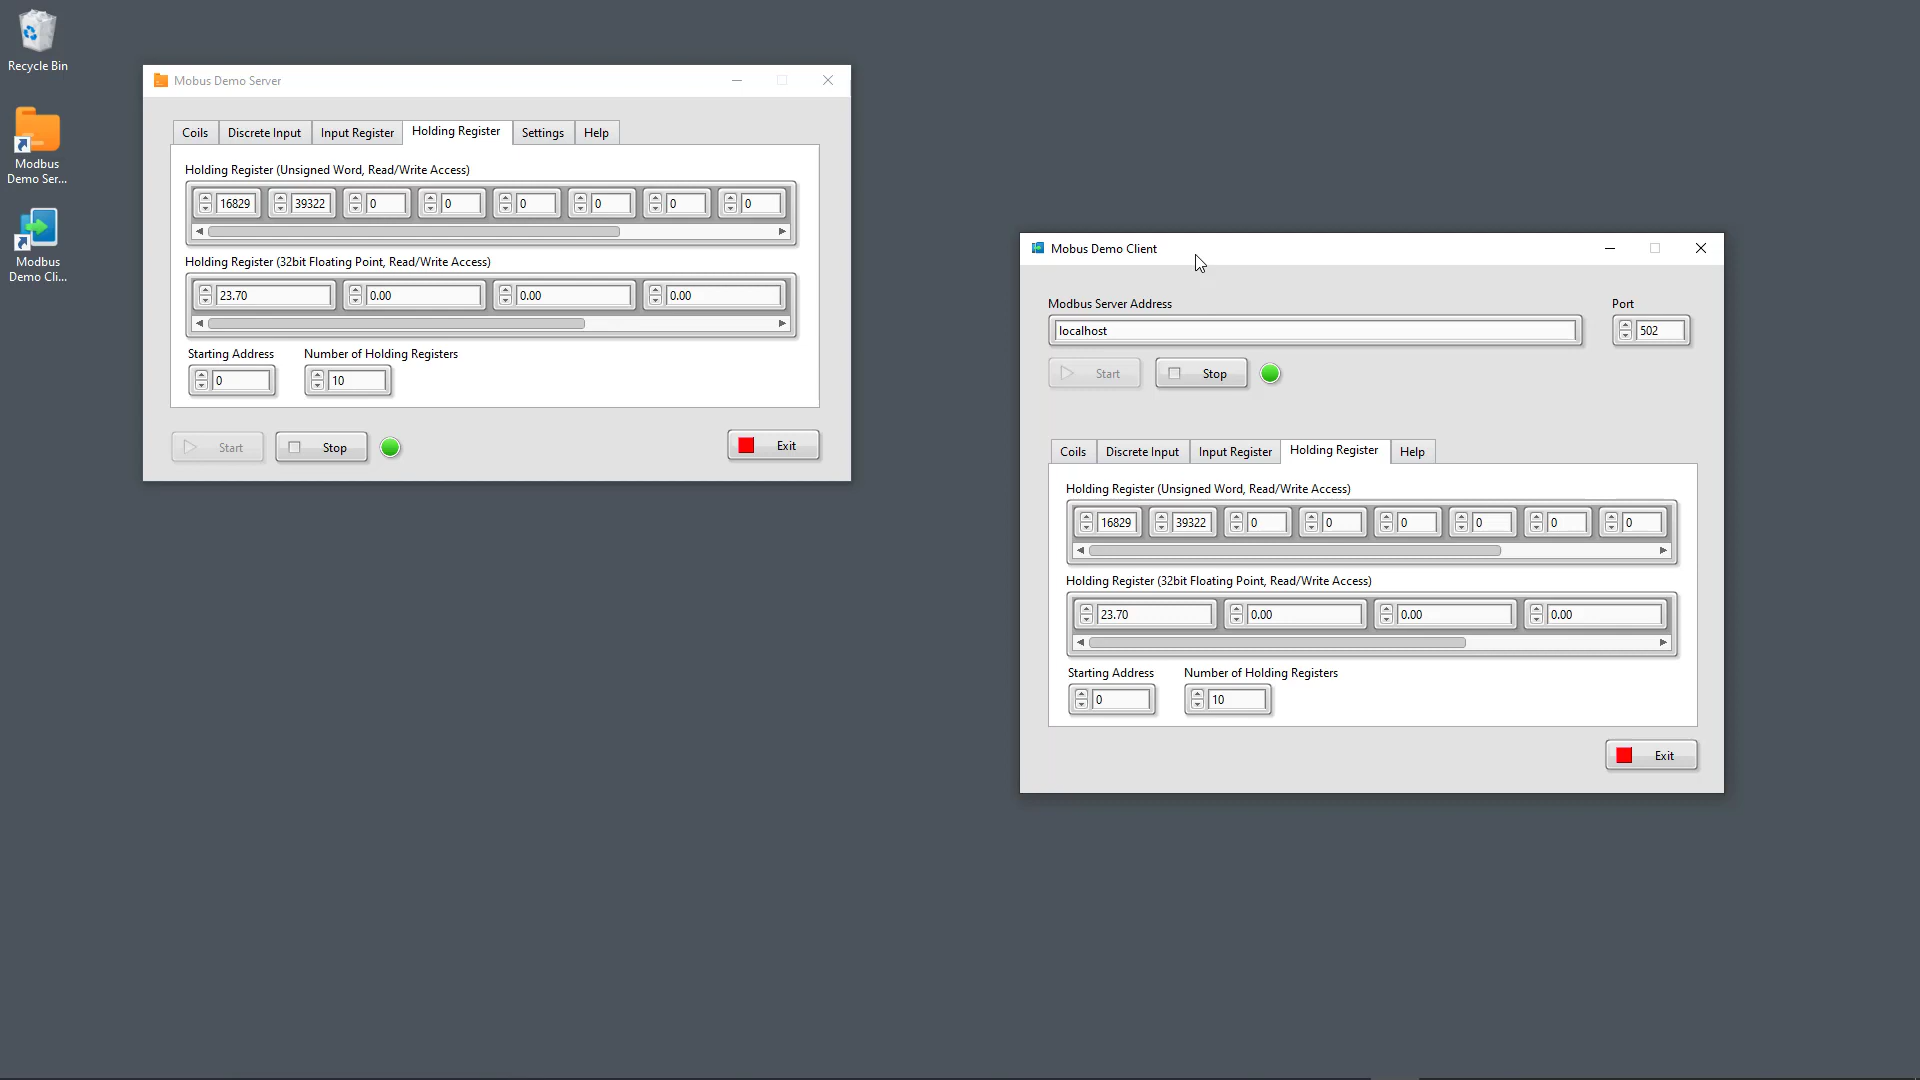 Recycle Bin
Modbus
Demo Ser...
Modbus
Demo Cli...
Mobus Demo Server
Coils Discrete Input Input Register Holding Register Settings Help
Holding Register (Unsigned Word, Read/Write Access)
16829 39322 0 0 0 0 0 0
Holding Register (32bit Floating Point, Read/Write Access)
23.70 0.00 0.00 0.00
Starting Address Number of Holding Registers
0 10
Start Stop Exit
Mobus Demo Client
Modbus Server Address Port
localhost 502
Start Stop
Coils Discrete Input Input Register Holding Register Help
Holding Register (Unsigned Word, Read/Write Access)
16829 39322 0 0 0 0 0 0
Holding Register (32bit Floating Point, Read/Write Access)
23.70 0.00 0.00 0.00
Starting Address Number of Holding Registers
0 10
Exit